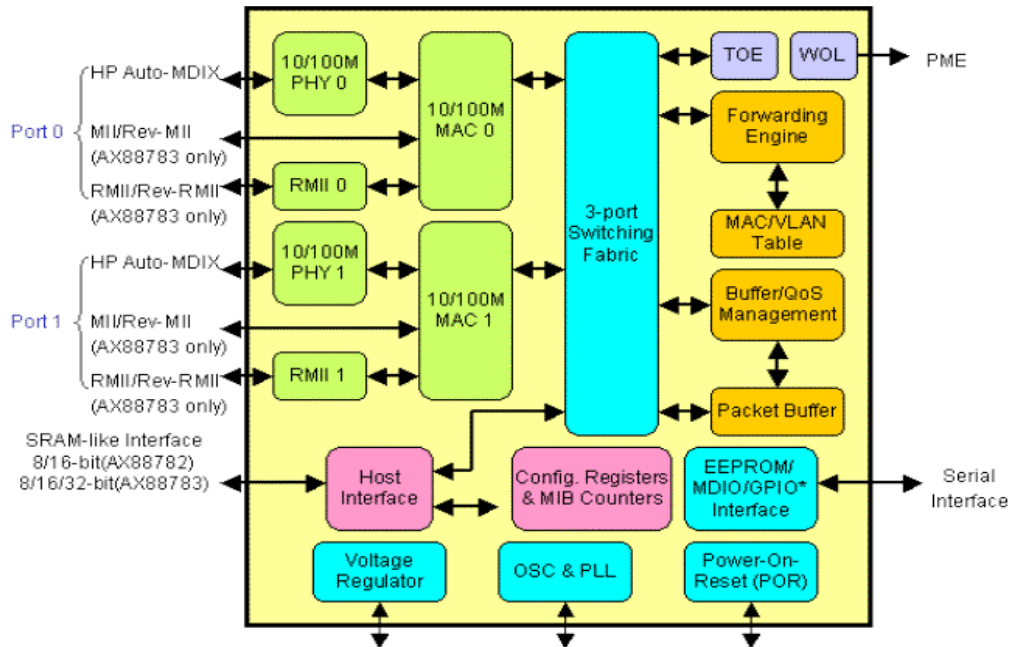 Port 0
HP Auto-MDIX
MII/Rev-MII
(AX88783 only)
RMII/Rev-RMII
(AX88783 only)
Port 1
HP Auto-MDIX
MII/Rev-MII
(AX88783 only)
RMII/Rev-RMII
(AX88783 only)
SRAM-like Interface
8/16-bit(AX88782)
8/16/32-bit(AX88783)
10/100M
PHY 0
RMII 0
10/100M
MAC 0
10/100M
PHY 1
RMII 1
10/100M
MAC 1
3-port
Switching
Fabric
TOE
WOL
PME
Forwarding
Engine
MAC/VLAN
Table
Buffer/QoS
Management
Packet Buffer
Host
Interface
Config. Registers
& MIB Counters
EEPROM/
MDIO/GPIO*
Interface
Serial
Interface
Voltage
Regulator
OSC & PLL
Power-On-
Reset (POR)